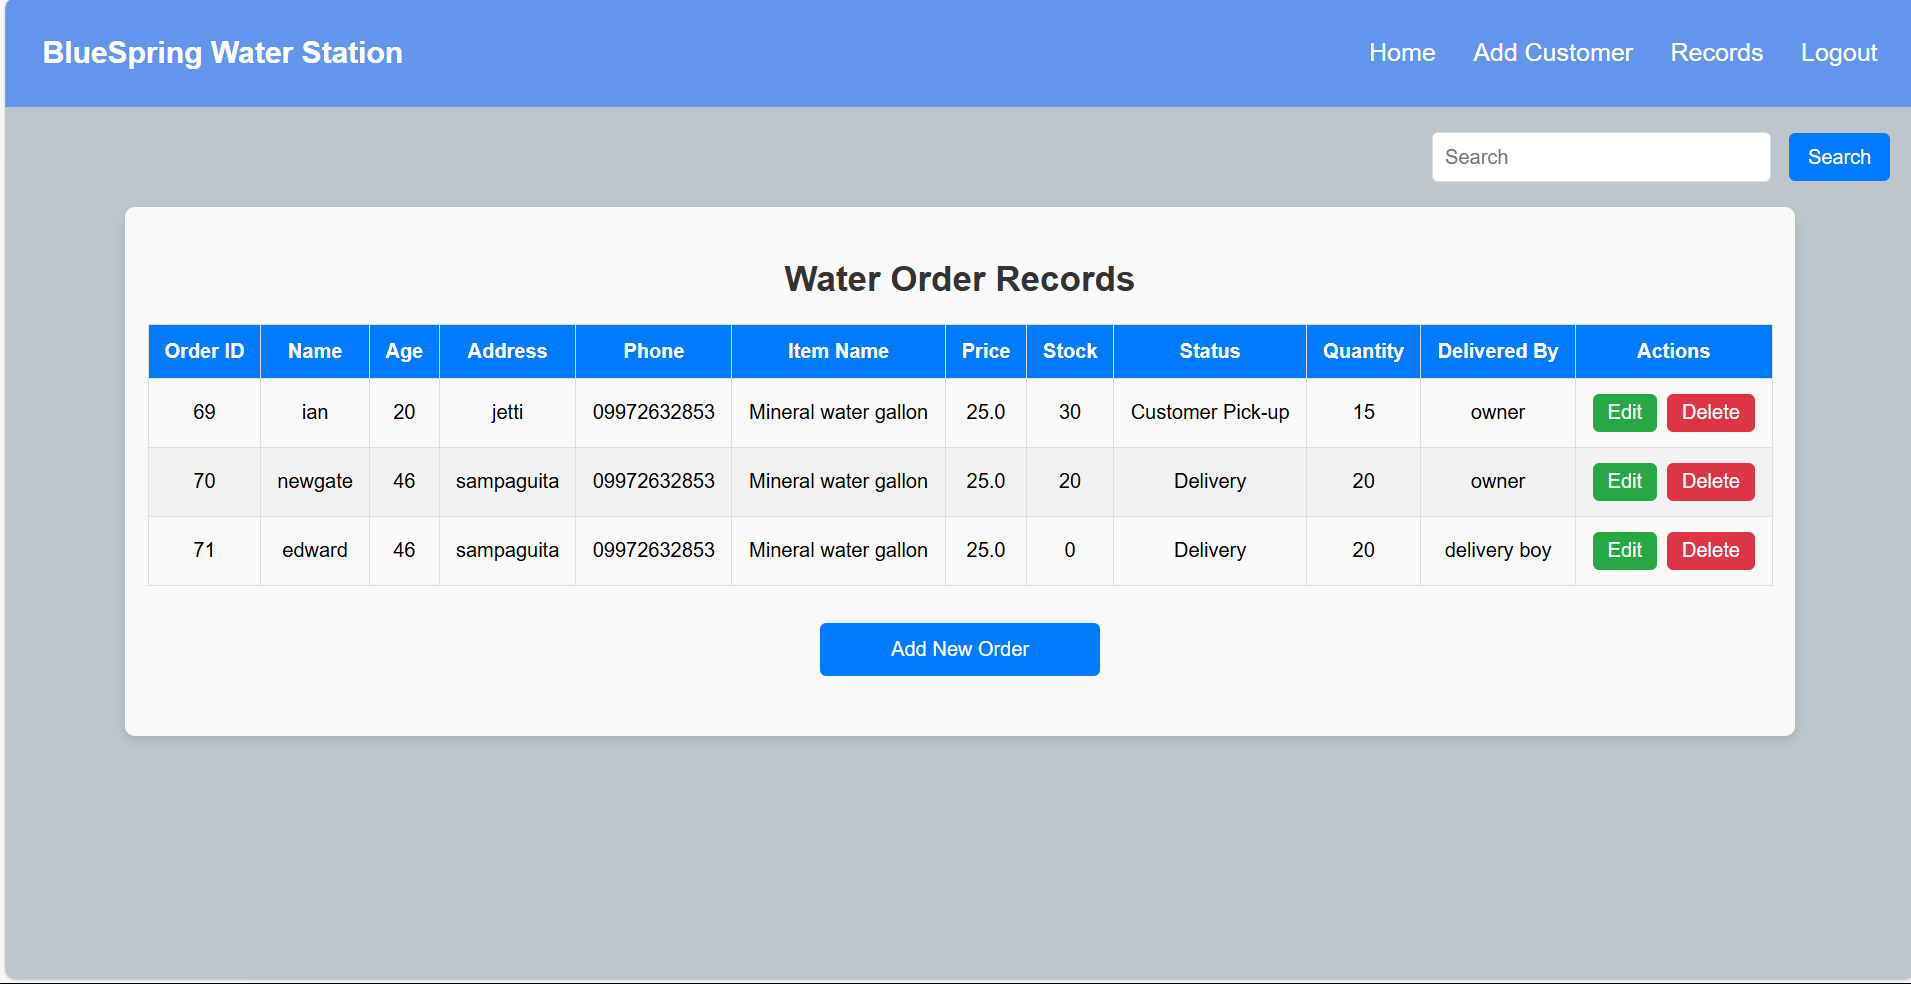 BlueSpring Water Station Home Add Customer Records Logout
Search Search
Water Order Records
Order ID Name Age Address Phone Item Name Price Stock Status Quantity Delivered By Actions
69 ian 20 jetti 09972632853 Mineral water gallon 25.0 30 Customer Pick-up 15 owner Edit Delete
70 newgate 46 sampaguita 09972632853 Mineral water gallon 25.0 20 Delivery 20 owner Edit Delete
71 edward 46 sampaguita 09972632853 Mineral water gallon 25.0 0 Delivery 20 delivery boy Edit Delete
Add New Order